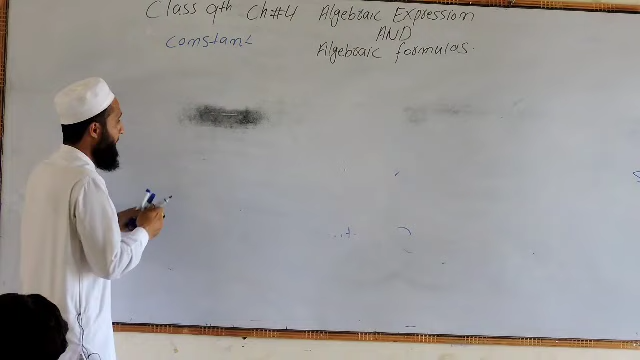 Class 9th Ch#4 Algebraic Expression
AND
constant
Algebraic formulas.